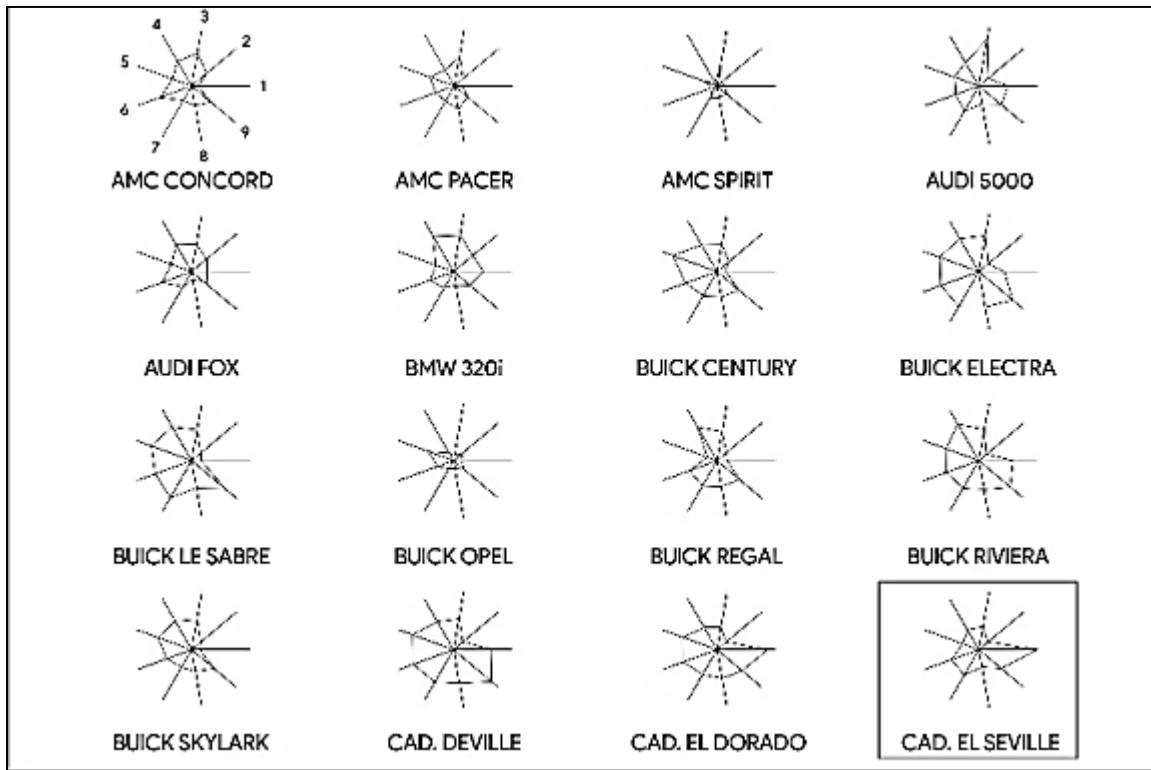 3
4
2
5
1
6
9
7
8
AMC CONCORD
AMC PACER
AMC SPIRIT
AUDI 5000
AUDI FOX
BMW 320i
BUICK CENTURY
BUICK ELECTRA
BUICK LE SABRE
BUICK OPEL
BUICK REGAL
BUICK RIVIERA
BUICK SKYLARK
CAD. DEVILLE
CAD. EL DORADO
CAD. EL SEVILLE